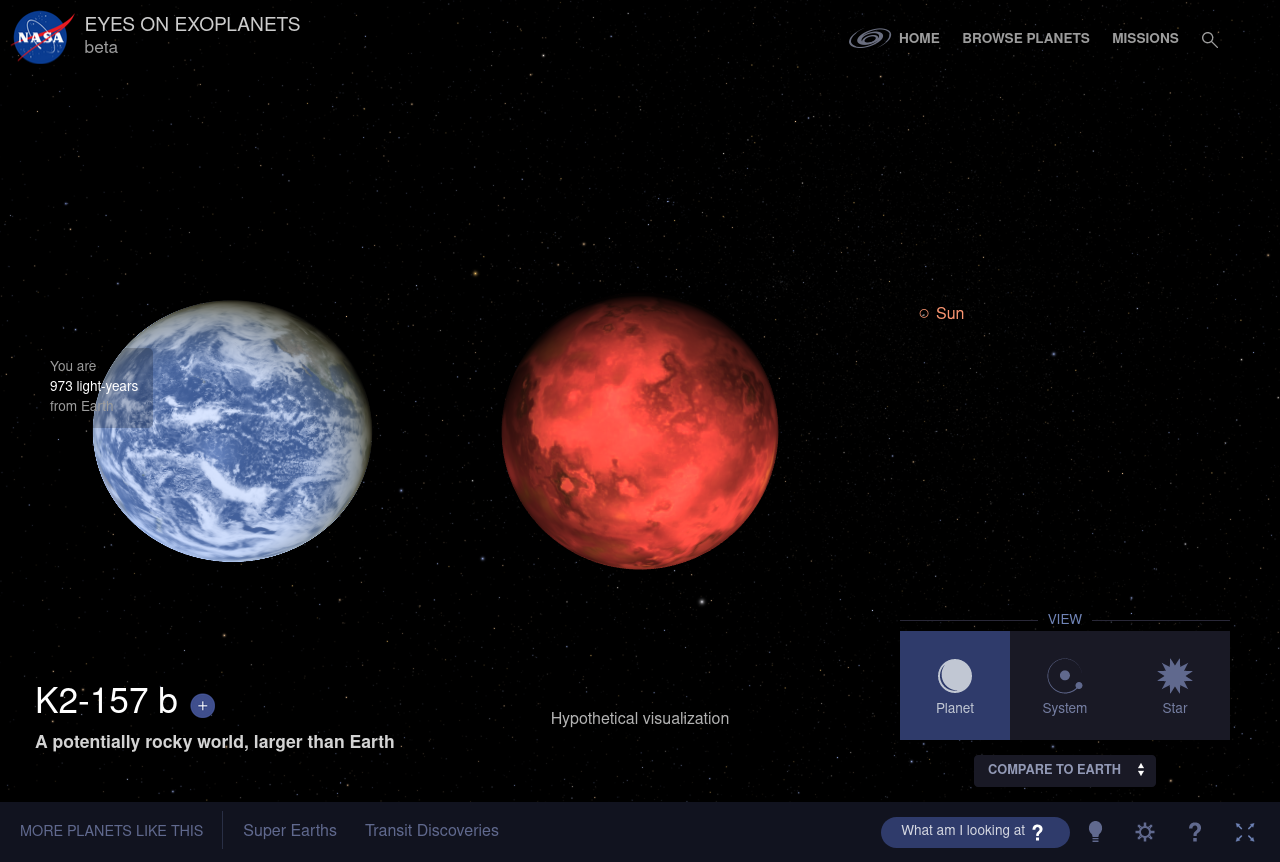 NASA
EYES ON EXOPLANETS
beta
HOME
BROWSE PLANETS
MISSIONS
Sun
You are
973 light-years
from Earth
VIEW
Planet
System
Star
K2-157 b +
A potentially rocky world, larger than Earth
Hypothetical visualization
COMPARE TO EARTH
MORE PLANETS LIKE THIS
Super Earths
Transit Discoveries
What am I looking at ?
?